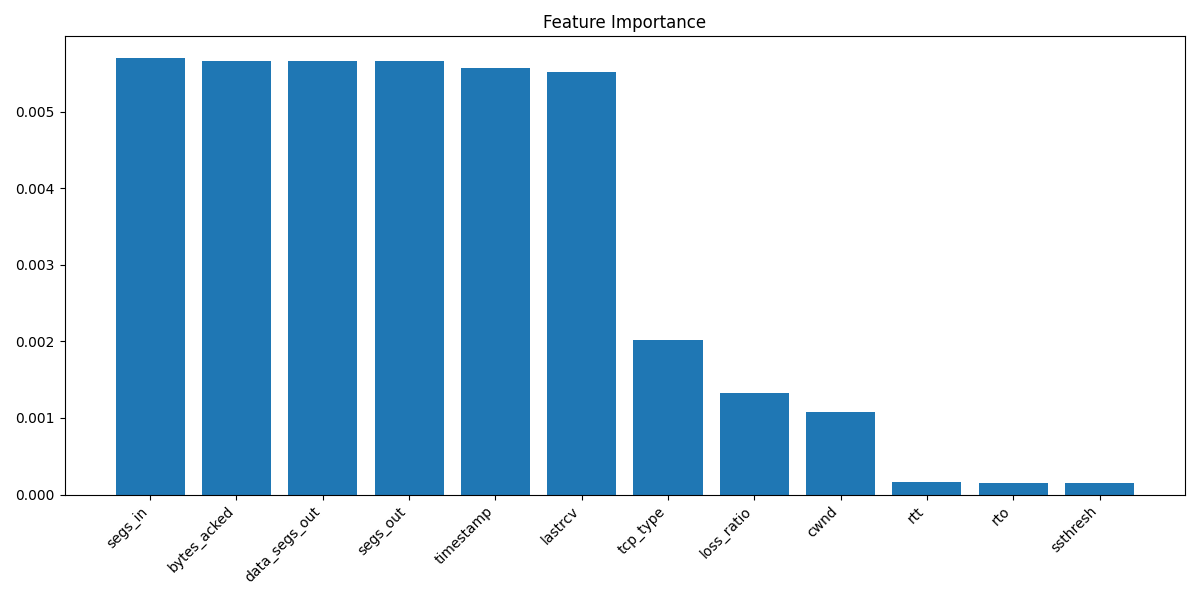 Feature Importance
0.005
0.004
0.003
0.002
0.001
0.000
segs_in
bytes_acked
data_segs_out
segs_out
timestamp
lastrcv
tcp_type
loss_ratio
cwnd
rtt
rto
ssthresh